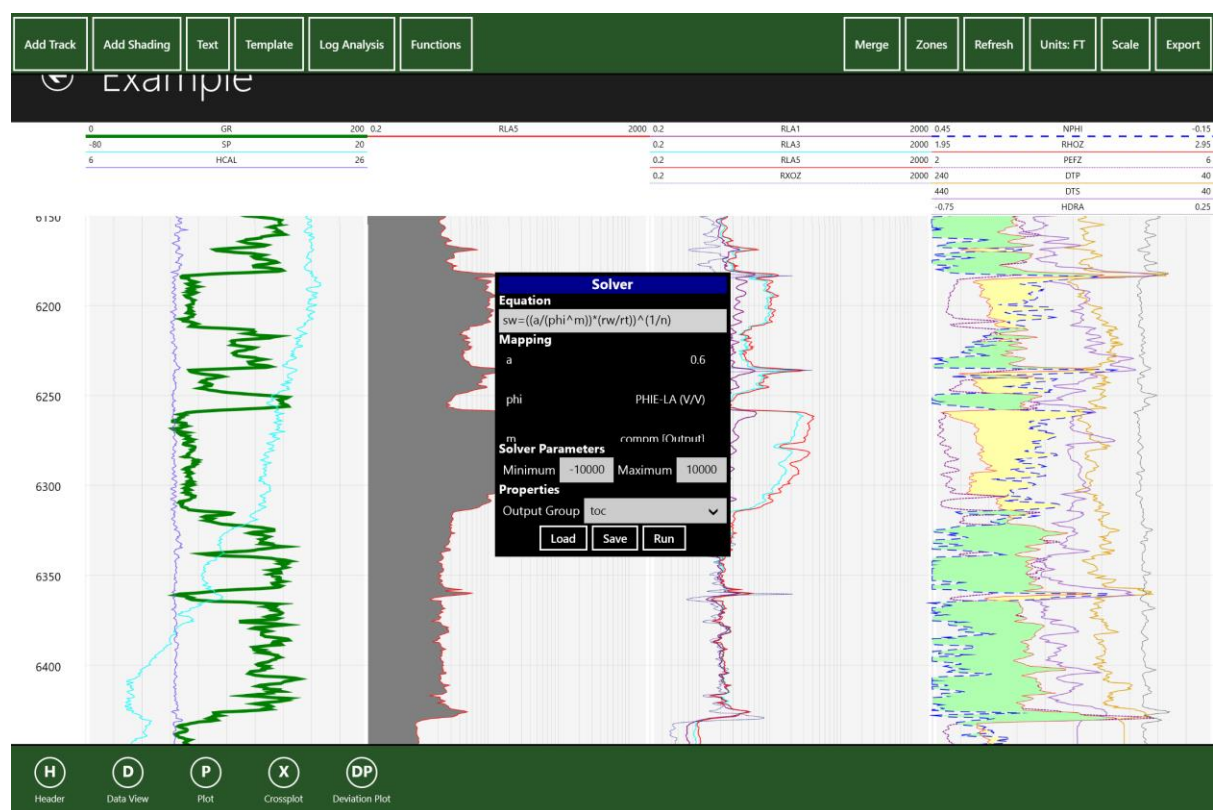 Add Track Add Shading Text Template Log Analysis Functions Merge Zones Refresh Units: FT Scale Export
Example
0 GR 200 0.2 RLA5 2000 0.2 RLA1 2000 0.45 NPHI -0.15
-80 SP 20 0.2 RLA3 2000 1.95 RHOZ 2.95
6 HCAL 26 0.2 RLA5 2000 2 PEFZ 6
0.2 RXOZ 2000 240 DTP 40
440 DTS 40
-0.75 HDRA 0.25
6150
6200
6250
6300
6350
6400
Solver
Equation
sw=((a/(phi^m))*(rw/rt))^(1/n)
Mapping
a 0.6
phi PHIE-LA (V/V)
m compm [Output]
Solver Parameters
Minimum -10000 Maximum 10000
Properties
Output Group toc
Load Save Run
H D P X DP
Header Data View Plot Crossplot Deviation Plot